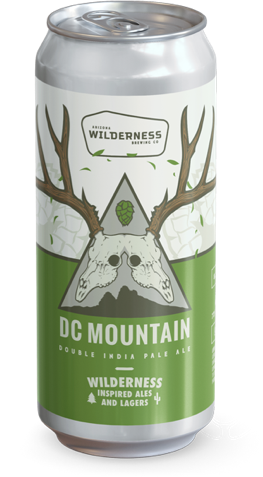 ARIZONA
WILDERNESS
BREWING CO
DC MOUNTAIN
DOUBLE INDIA PALE ALE
WILDERNESS
INSPIRED ALES
AND LAGERS